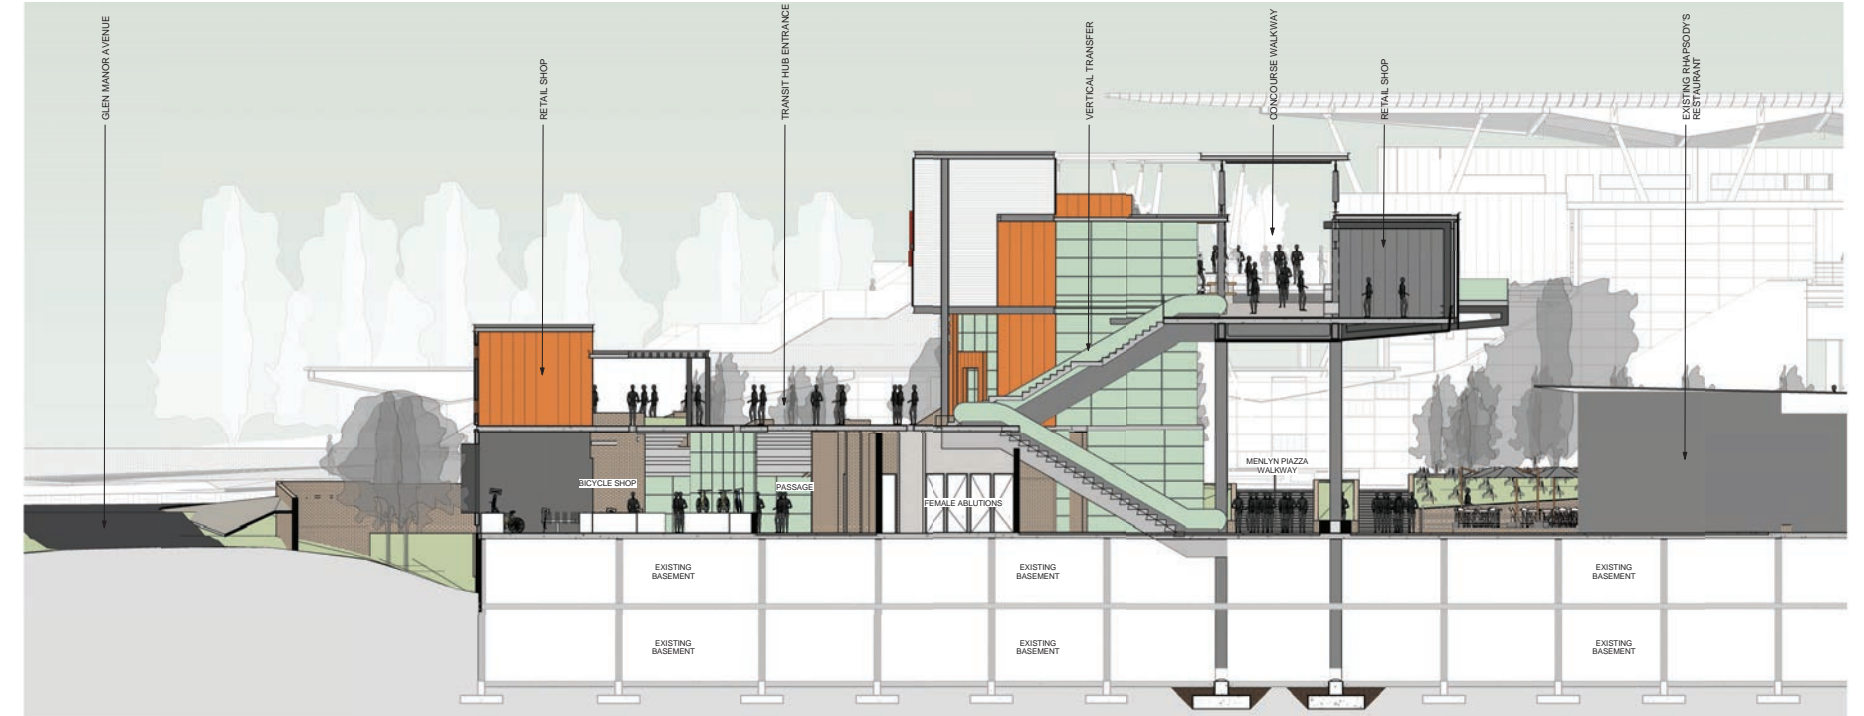 GLEN MANOR AVENUE
RETAIL SHOP
TRANSIT HUB ENTRANCE
VERTICAL TRANSFER
CONCOURSE WALKWAY
RETAIL SHOP
EXISTING RHAPSODY'S
RESTAURANT
BICYCLE SHOP
PASSAGE
FEMALE ABLUTIONS
MENLYN PIAZZA
WALKWAY
EXISTING
BASEMENT
EXISTING
BASEMENT
EXISTING
BASEMENT
EXISTING
BASEMENT
EXISTING
BASEMENT
EXISTING
BASEMENT